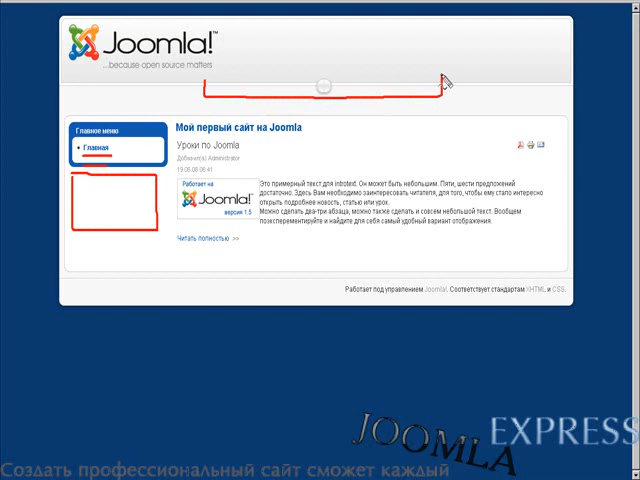 Joomla!™
...because open source matters
Главное меню
Главная
Мой первый сайт на Joomla
Уроки по Joomla
Добавил(а) Administrator
19.08.08 06:41
Работает на
Joomla!
версия 1.5
Это примерный текст для introtext. Он может быть небольшим. Пяти, шести предложений
достаточно. Здесь Вам необходимо заинтересовать читателя, для того, чтобы ему стало интересно
открыть подробнее новость, статью или урок.
Можно сделать два-три абзаца, можно также сделать и совсем небольшой текст. Вообщем
поэксперементируйте и найдите для себя самый удобный вариант отображения.
Читать полностью >>
Работает под управлением Joomla!. Соответствует стандартам XHTML и CSS.
JOOMLA EXPRESS
Создать профессиональный сайт сможет каждый